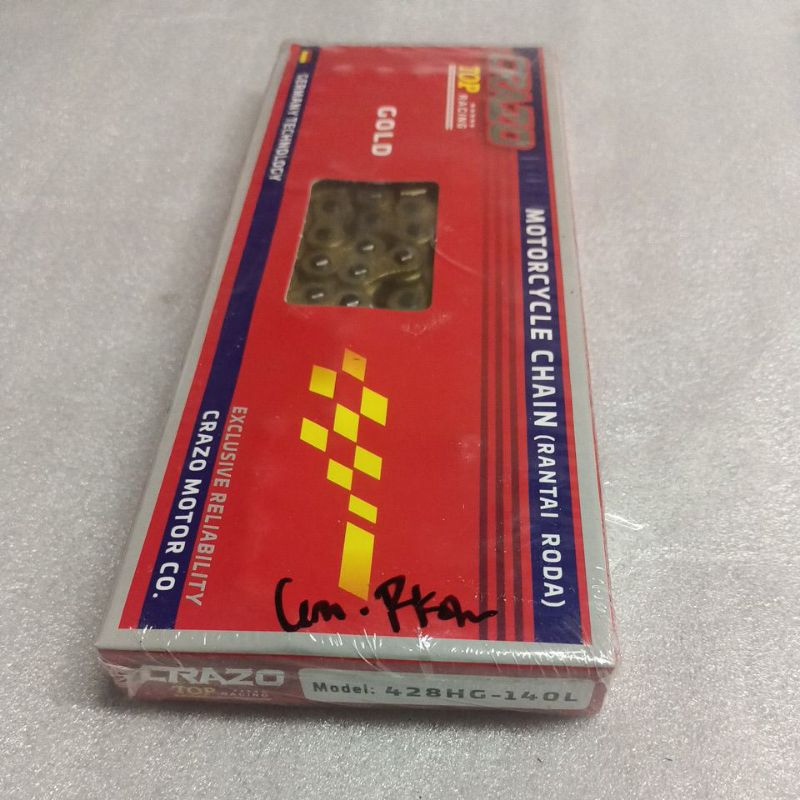 CRAZO
TOP
RACING
GOLD
MOTORCYCLE CHAIN (RANTAI RODA)
GERMANY TECHNOLOGY
EXCLUSIVE RELIABILITY
CRAZO MOTOR CO.
CRAZO
TOP
RACING
Model: 428HG-140L